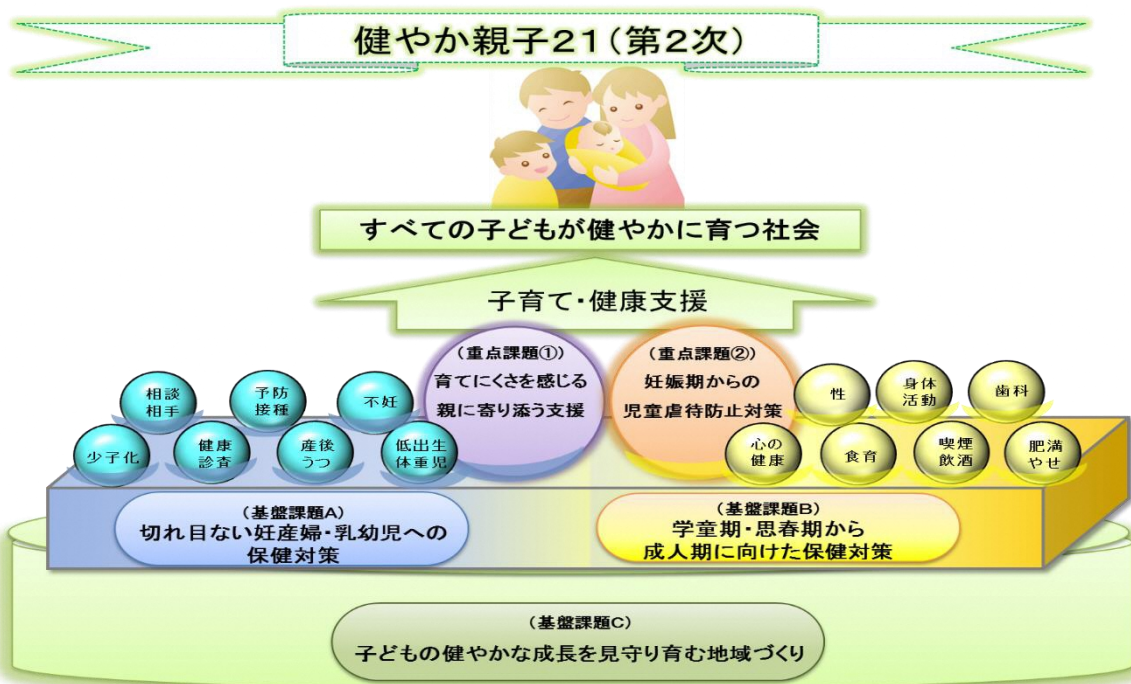 健やか親子21(第2次)
すべての子どもが健やかに育つ社会
子育て・健康支援
(重点課題①)
育てにくさを感じる
親に寄り添う支援
(重点課題②)
妊娠期からの
児童虐待防止対策
相談
相手
予防
接種
不妊
少子化
健康
診査
産後
うつ
低出生
体重児
性
身体
活動
歯科
心の
健康
食育
喫煙
飲酒
肥満
やせ
(基盤課題A)
切れ目ない妊産婦・乳幼児への
保健対策
(基盤課題B)
学童期・思春期から
成人期に向けた保健対策
(基盤課題C)
子どもの健やかな成長を見守り育む地域づくり